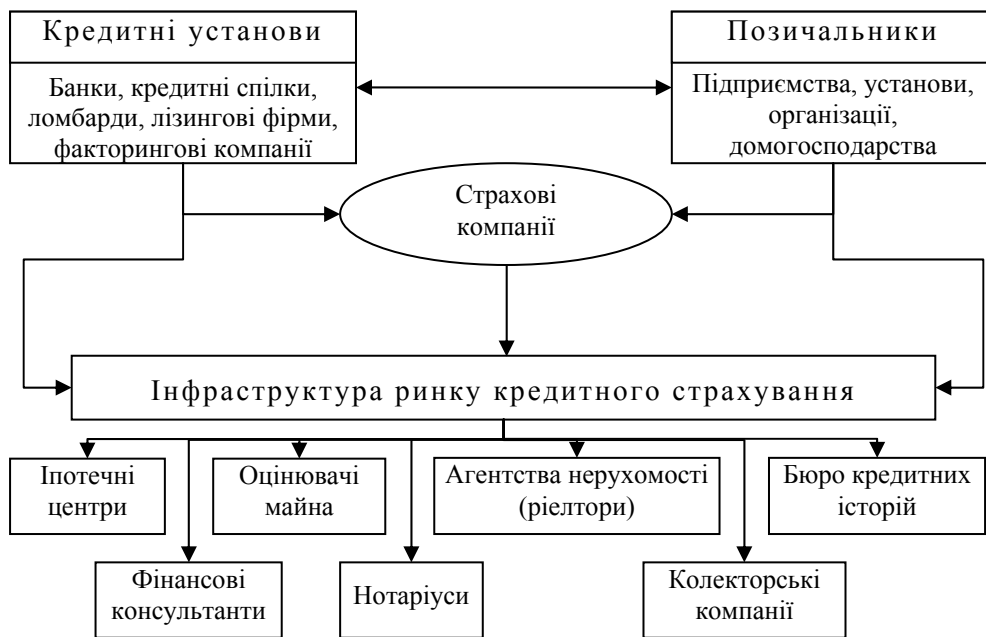 Кредитні установи
Банки, кредитні спілки,
ломбарди, лізингові фірми,
факторингові компанії
Позичальники
Підприємства, установи,
організації,
домогосподарства
Страхові
компанії
Інфраструктура ринку кредитного страхування
Іпотечні
центри
Оцінювачі
майна
Агентства нерухомості
(ріелтори)
Бюро кредитних
історій
Фінансові
консультанти
Нотаріуси
Колекторські
компанії